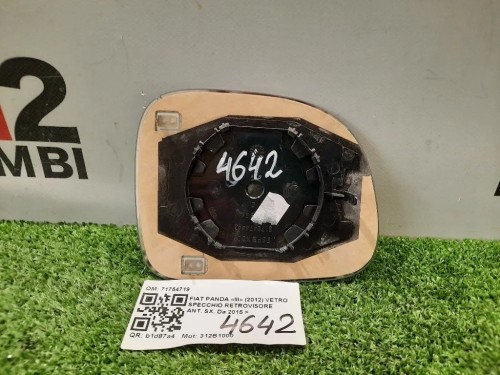 A2
MBI
4642
OM: 71754719
FIAT PANDA «III» (2012) VETRO
SPECCHIO RETROVISORE
ANT. SX. Da 2015 >
4642
QR: b1d87a4 Mot: 312B1000